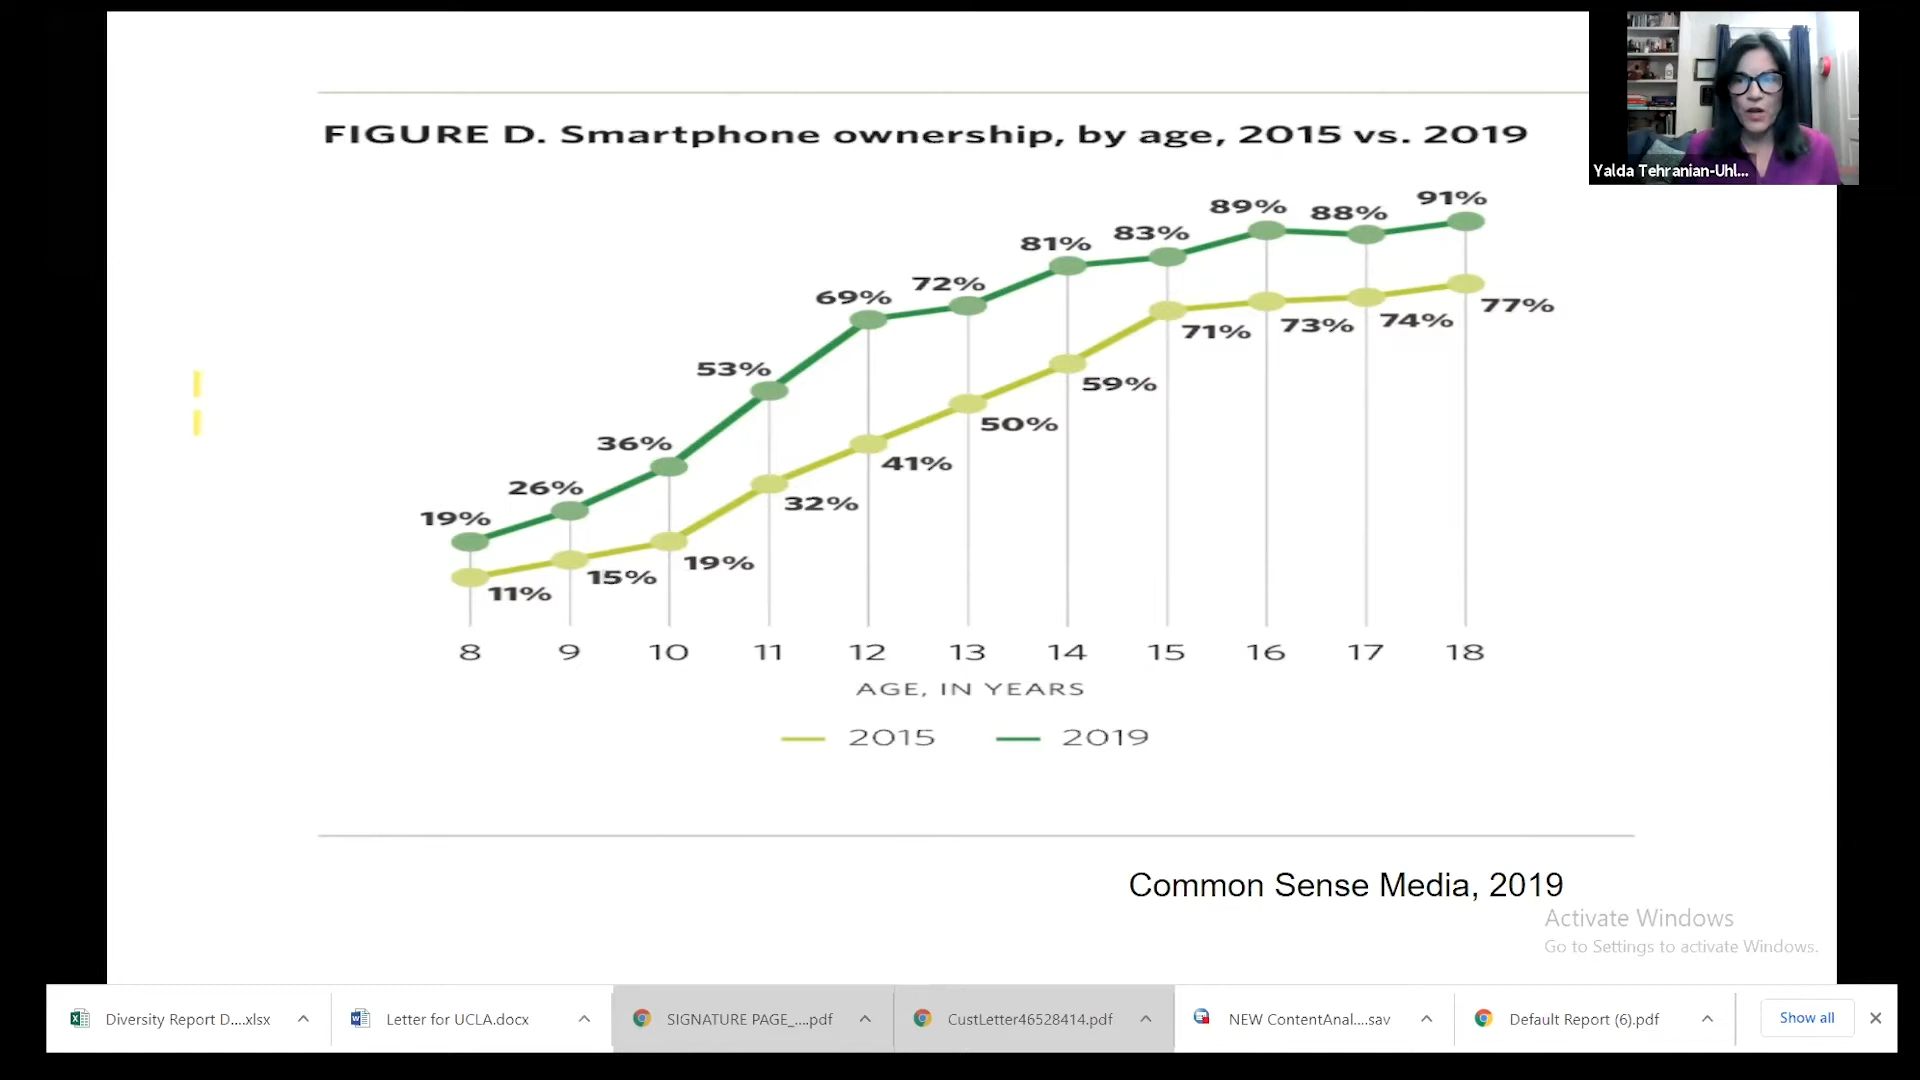 FIGURE D. Smartphone ownership, by age, 2015 vs. 2019
Yalda Tehranian-Uhl...
91%
89%
88%
83%
81%
72%
69%
77%
74%
73%
71%
53%
59%
50%
36%
41%
26%
32%
19%
19%
15%
11%
8 9 10 11 12 13 14 15 16 17 18
AGE, IN YEARS
2015 2019
Common Sense Media, 2019
Activate Windows
Go to Settings to activate Windows.
Diversity Report D....xlsx
Letter for UCLA.docx
SIGNATURE PAGE_....pdf
CustLetter46528414.pdf
NEW ContentAnal....sav
Default Report (6).pdf
Show all